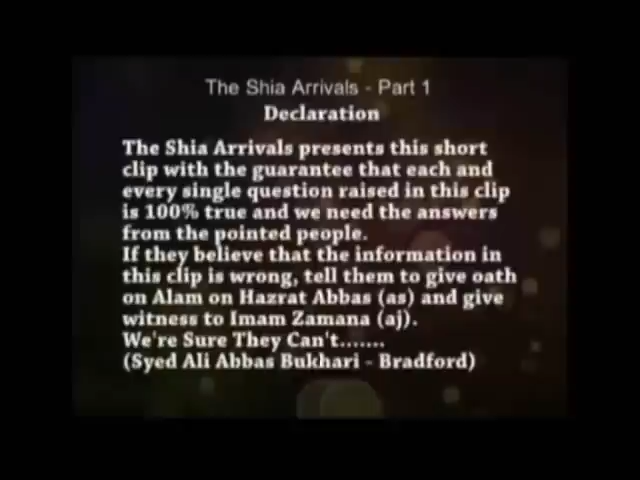 The Shia Arrivals - Part 1
Declaration
The Shia Arrivals presents this short
clip with the guarantee that each and
every single question raised in this clip
is 100% true and we need the answers
from the pointed people.
If they believe that the information in
this clip is wrong, tell them to give oath
on Alam on Hazrat Abbas (as) and give
witness to Imam Zamana (aj).
We're Sure They Can't.......
(Syed Ali Abbas Bukhari - Bradford)